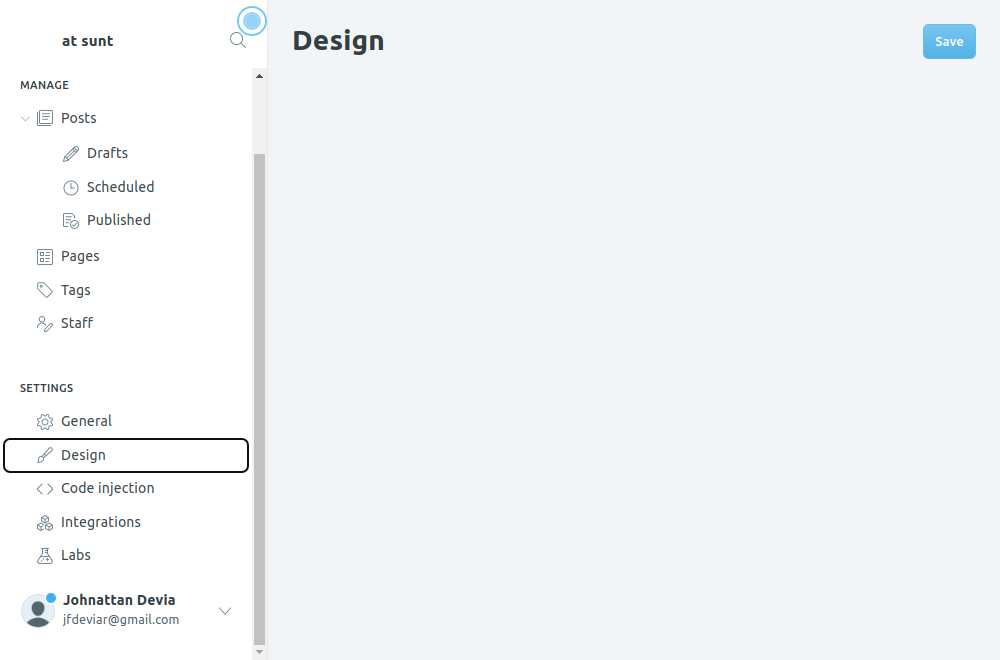 at sunt
Design
Save
MANAGE
Posts
Drafts
Scheduled
Published
Pages
Tags
Staff
SETTINGS
General
Design
Code injection
Integrations
Labs
Johnattan Devia
jfdeviar@gmail.com